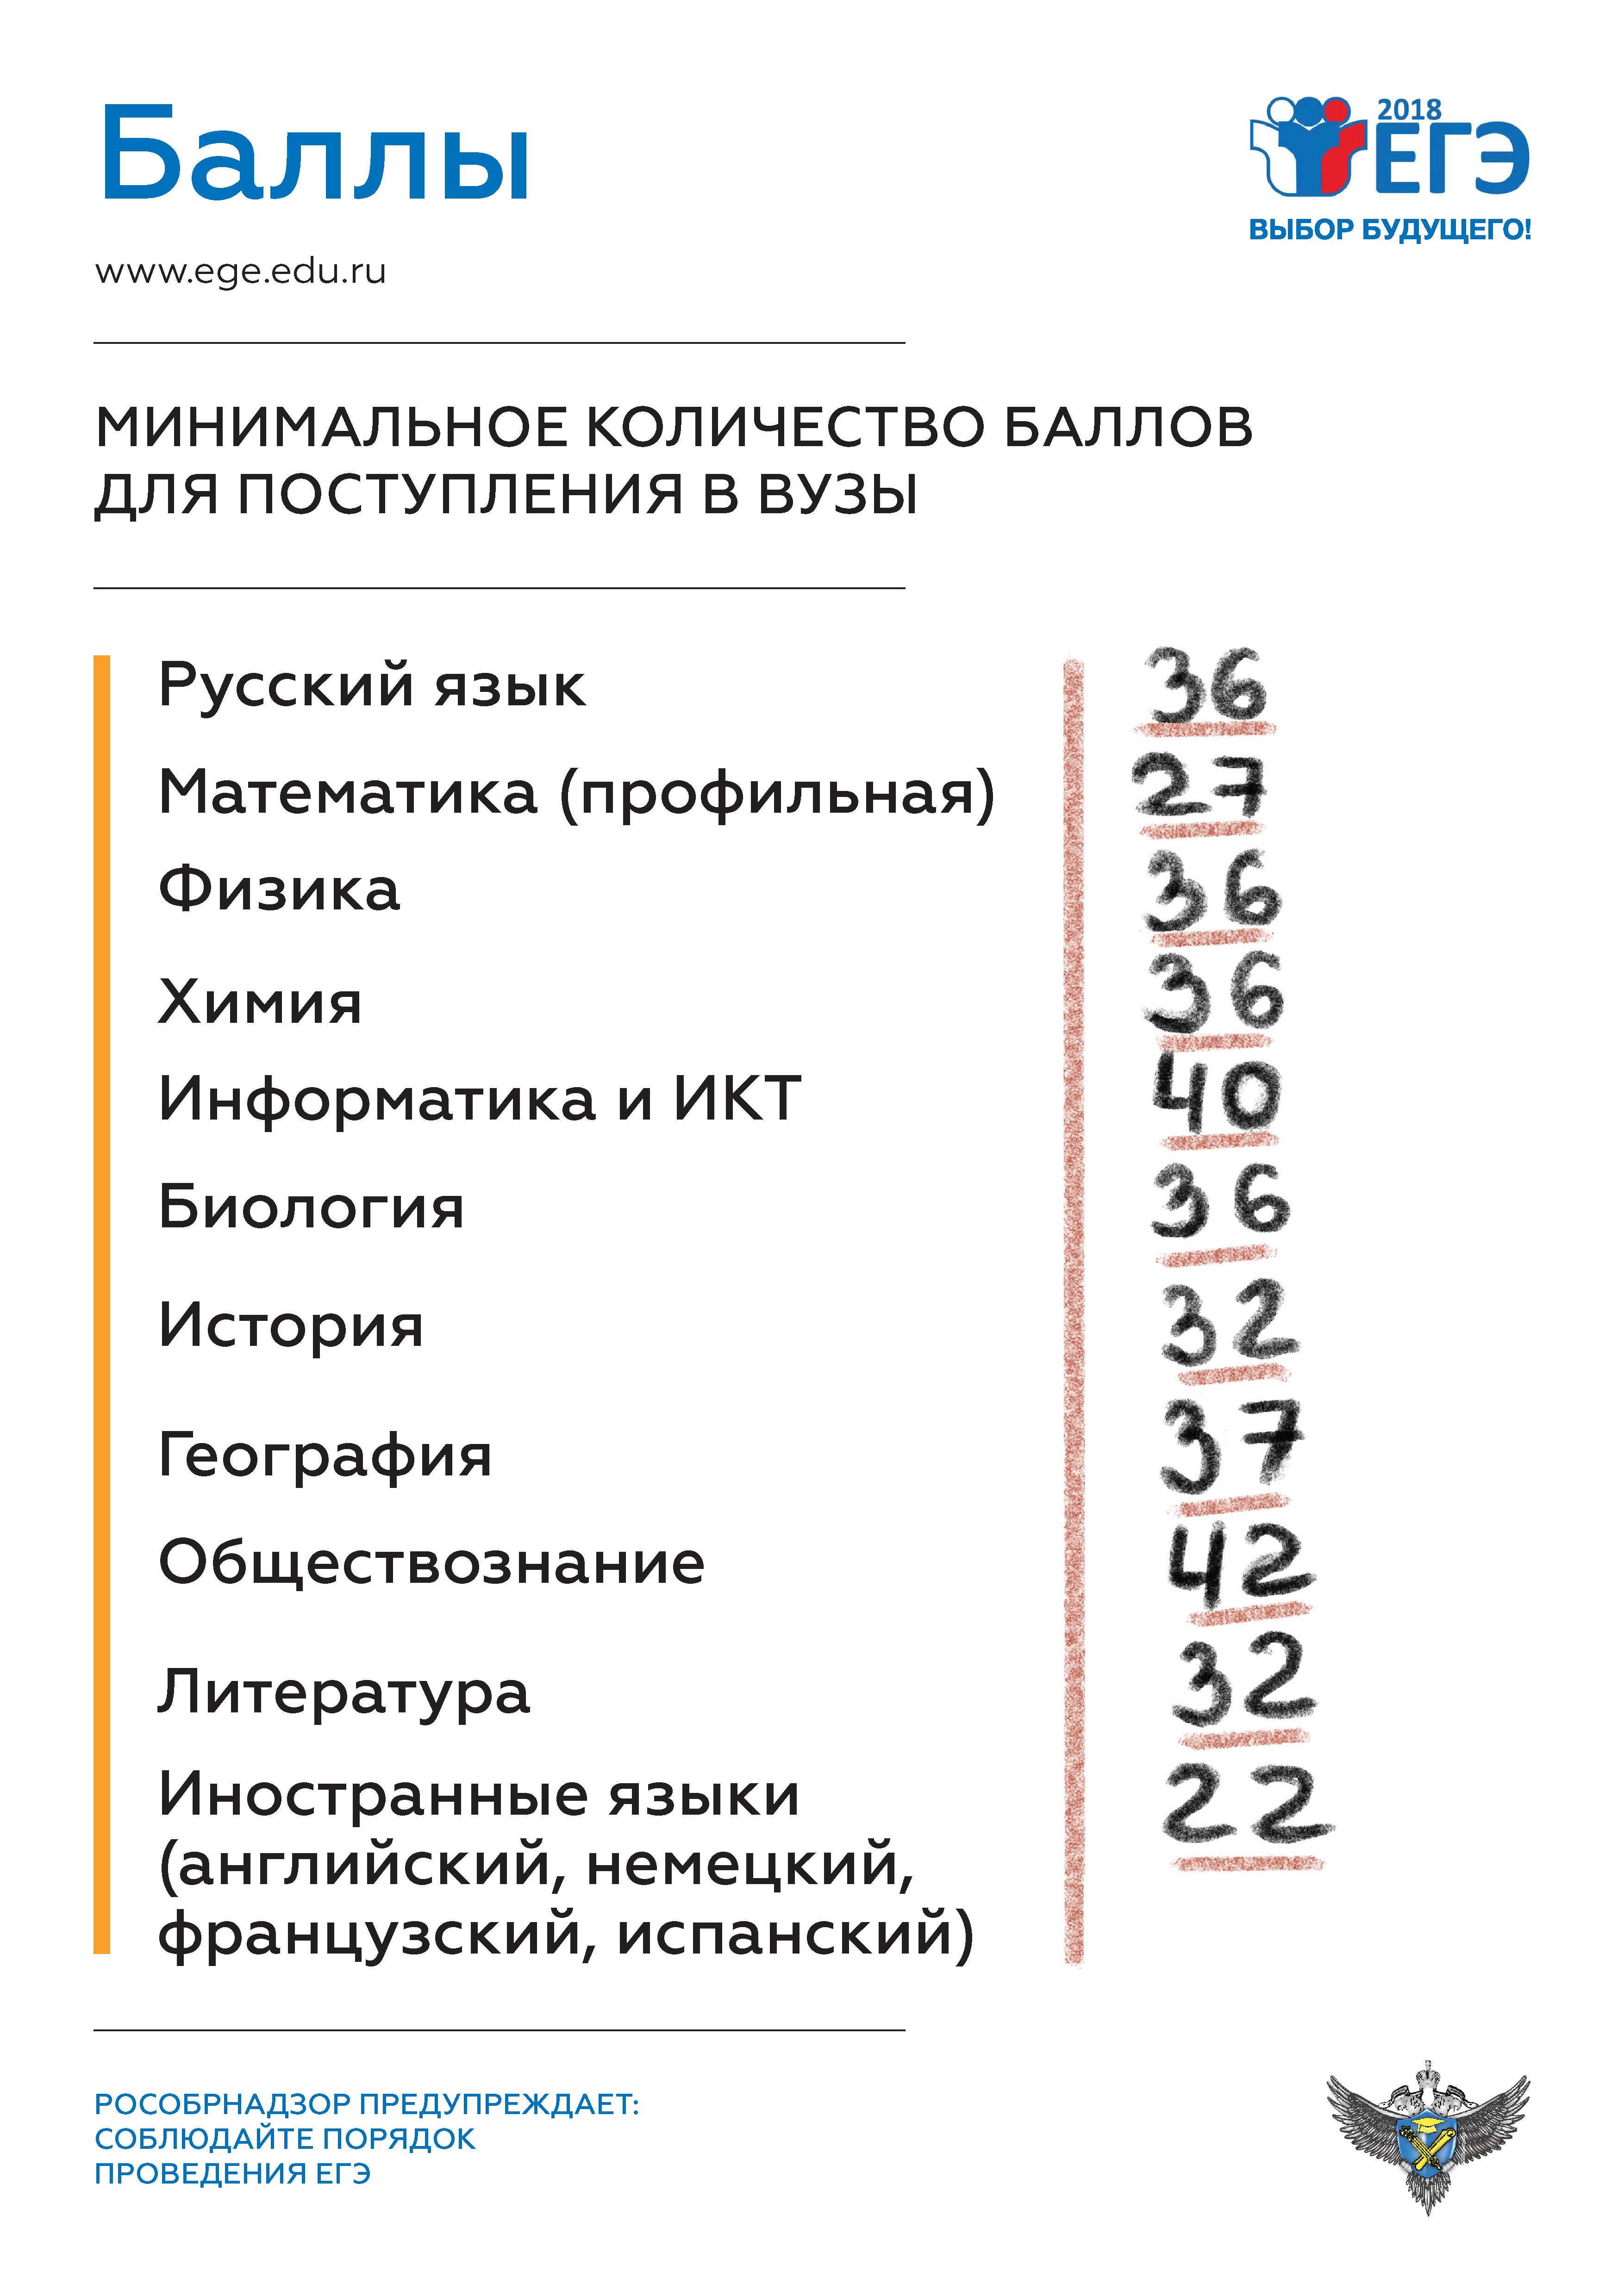 Баллы
2018
ЕГЭ
ВЫБОР БУДУЩЕГО!
www.ege.edu.ru
МИНИМАЛЬНОЕ КОЛИЧЕСТВО БАЛЛОВ
ДЛЯ ПОСТУПЛЕНИЯ В ВУЗЫ
Русский язык 36
Математика (профильная) 27
Физика 36
Химия 36
Информатика и ИКТ 40
Биология 36
История 32
География 37
Обществознание 42
Литература 32
Иностранные языки 22
(английский, немецкий,
французский, испанский)
РОСОБРНАДЗОР ПРЕДУПРЕЖДАЕТ:
СОБЛЮДАЙТЕ ПОРЯДОК
ПРОВЕДЕНИЯ ЕГЭ